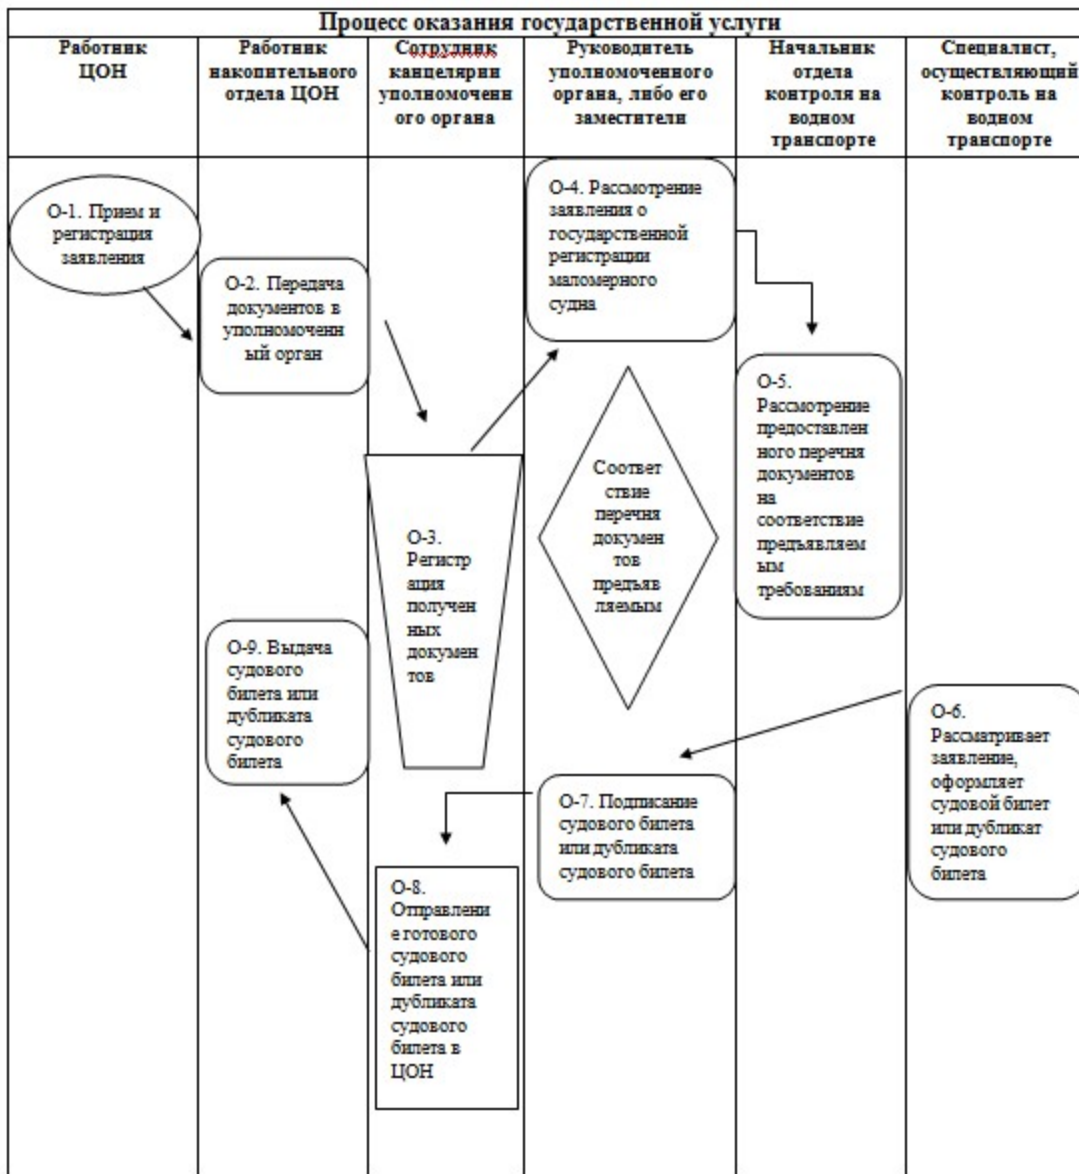 Процесс оказания государственной услуги
Работник
ЦОН
Работник
накопительного
отдела ЦОН
Сотрудник
канцелярии
уполномоченн
ого органа
Руководитель
уполномоченного
органа, либо его
заместители
Начальник
отдела
контроля на
водном
транспорте
Специалист,
осуществляющий
контроль на
водном
транспорте
О-1. Прием и
регистрация
заявления
О-2. Передача
документов в
уполномоченн
ый орган
О-3.
Регистр
ация
получен
ных
докумен
тов
О-4. Рассмотрение
заявления о
государственной
регистрации
маломерного
судна
Соответ
ствие
перечня
докумен
тов
предъяв
ляемым
О-5.
Рассмотрение
предоставлен
ного перечня
документов
на
соответствие
предъявляем
ым
требованиям
О-6.
Рассматривает
заявление,
оформляет
судовой билет
или дубликат
судового
билета
О-7. Подписание
судового билета
или дубликата
судового билета
О-8.
Отправлени
е готового
судового
билета или
дубликата
судового
билета в
ЦОН
О-9. Выдача
судового
билета или
дубликата
судового
билета